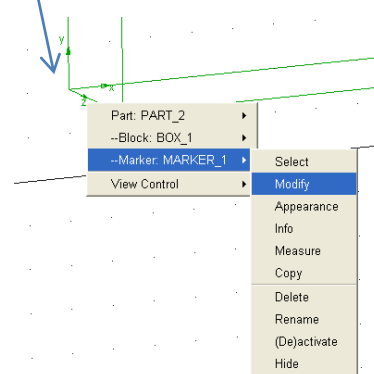 y
x
z
Part: PART_2
--Block: BOX_1
--Marker: MARKER_1
View Control
Select
Modify
Appearance
Info
Measure
Copy
Delete
Rename
(De)activate
Hide